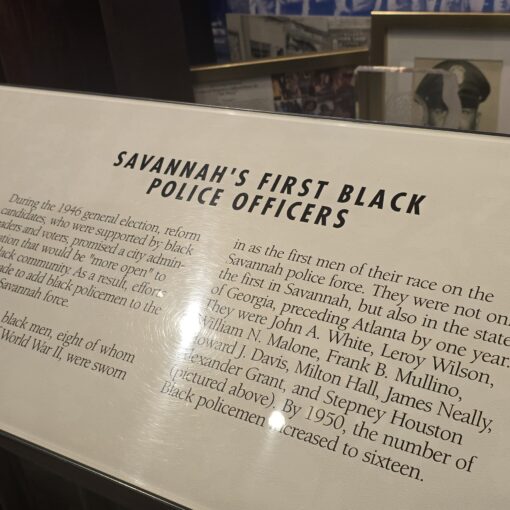 SAVANNAH'S FIRST BLACK
POLICE OFFICERS
During the 1946 general election, reform
candidates, who were supported by black
and voters, promised a city admin-
that would be "more open" to
black community. As a result, efforts
to add black policemen to the
Savannah force.
black men, eight of whom
World War II, were sworn
in as the first men of their race on the
Savannah police force. They were not only
the first in Savannah, but also in the state
of Georgia, preceding Atlanta by one year.
They were John A. White, Leroy Wilson,
William N. Malone, Frank B. Mullino,
Howard J. Davis, Milton Hall, James Neally,
Alexander Grant, and Stepney Houston
(pictured above). By 1950, the number of
Black policemen increased to sixteen.